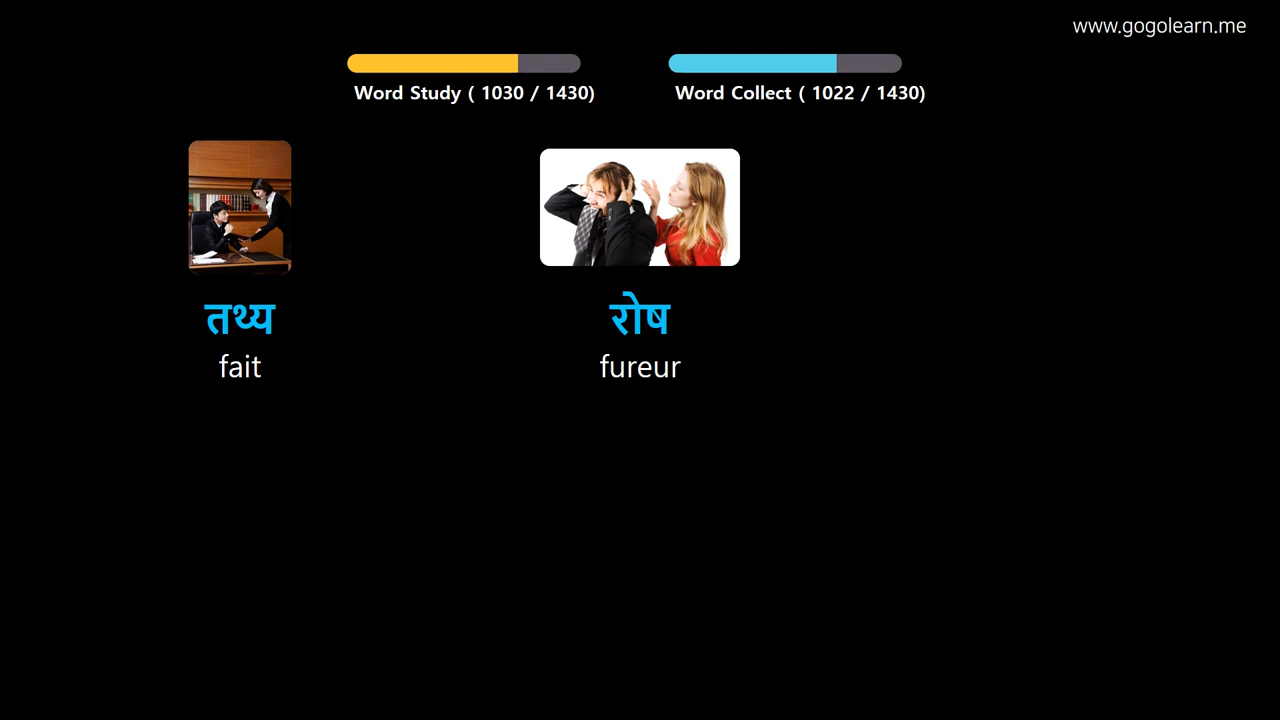 www.gogolearn.me
Word Study ( 1030 / 1430)
Word Collect ( 1022 / 1430)
तथ्य
fait
रोष
fureur